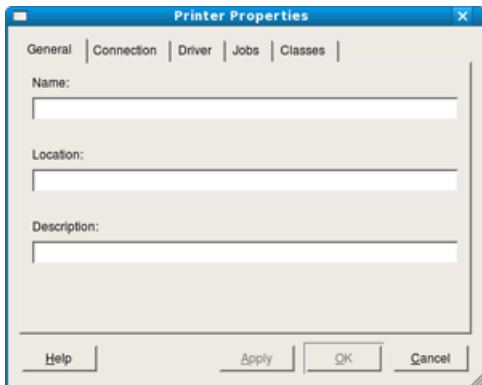 Printer Properties
General Connection Driver Jobs Classes
Name:
Location:
Description:
Help Apply OK Cancel